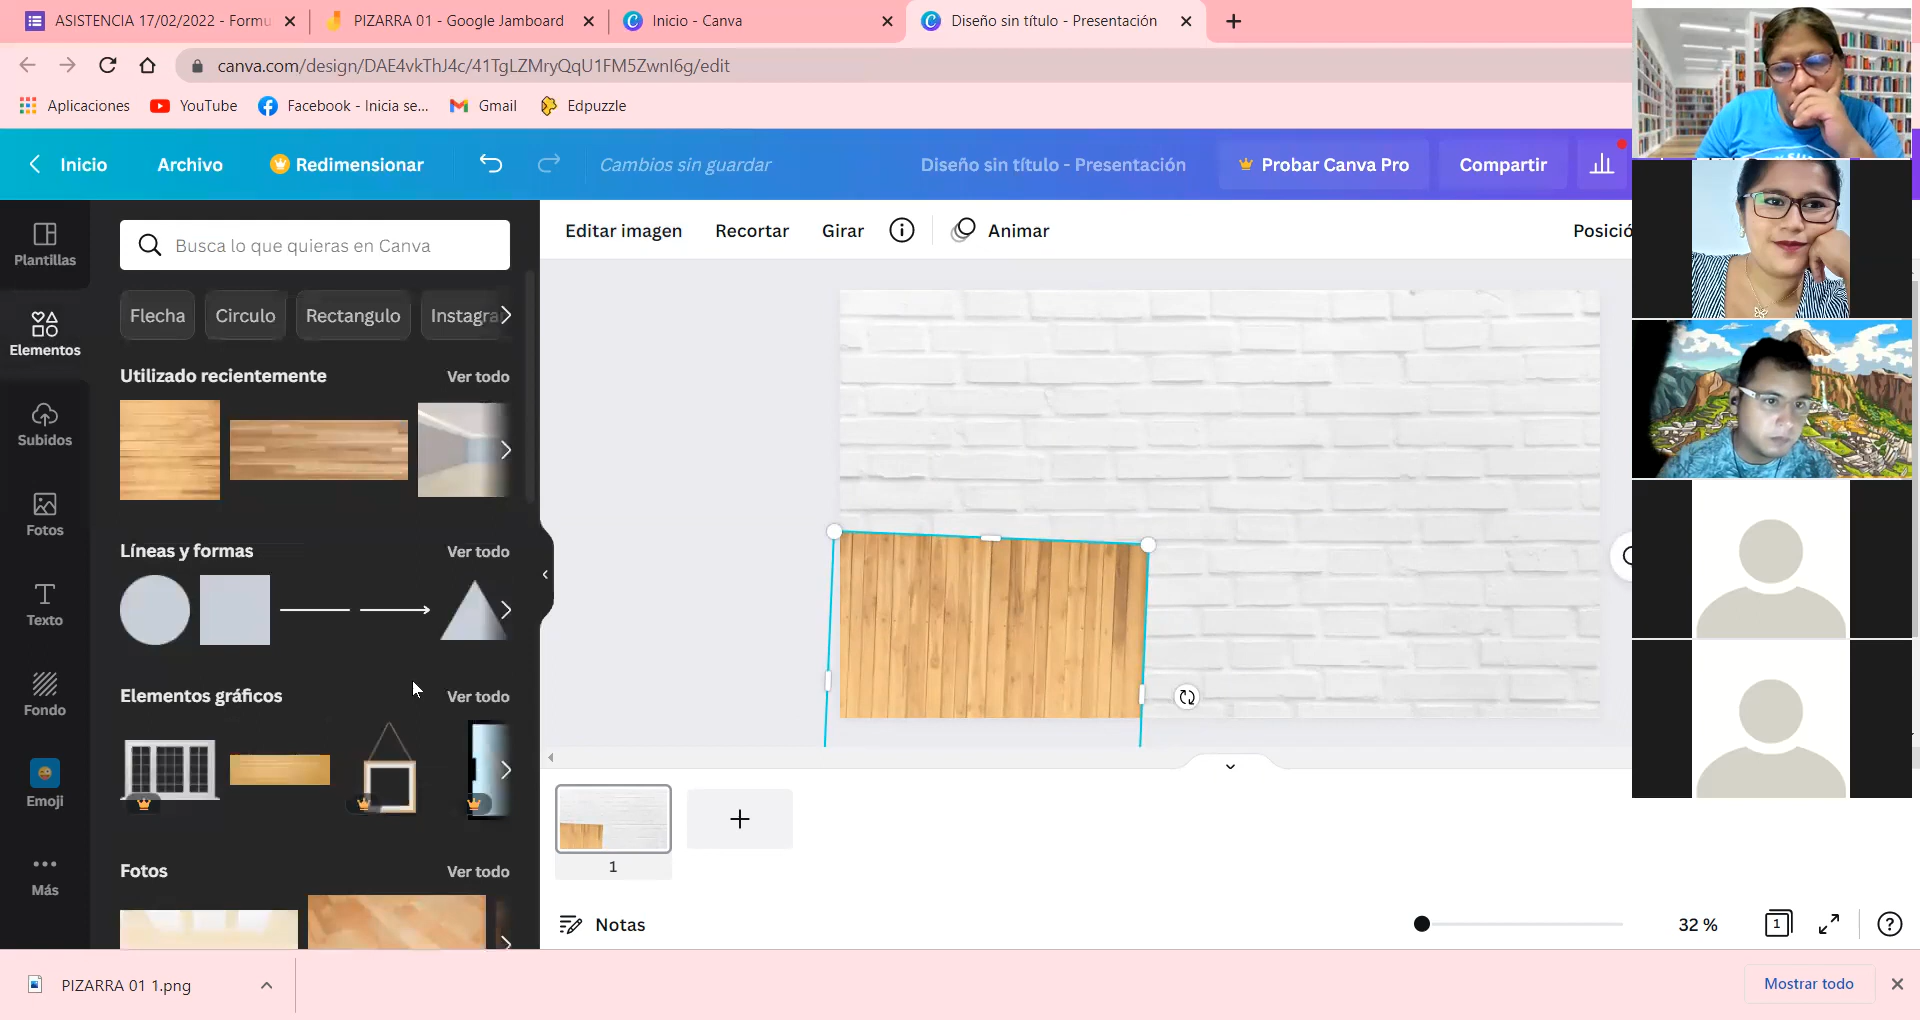 ASISTENCIA 17/02/2022 - Formu
PIZARRA 01 - Google Jamboard
Inicio - Canva
Diseño sin título - Presentación
canva.com/design/DAE4vkThJ4c/41TgLZMryQqU1FM5Zwnl6g/edit
Aplicaciones
YouTube
Facebook - Inicia se...
Gmail
Edpuzzle
Inicio
Archivo
Redimensionar
Cambios sin guardar
Diseño sin título - Presentación
Probar Canva Pro
Compartir
Plantillas
Elementos
Subidos
Fotos
Texto
Fondo
Emoji
Más
Busca lo que quieras en Canva
Flecha
Circulo
Rectangulo
Instagra
Utilizado recientemente
Ver todo
Líneas y formas
Ver todo
Elementos gráficos
Ver todo
Fotos
Ver todo
Editar imagen
Recortar
Girar
Animar
Posició
1
Notas
32 %
1
PIZARRA 01 1.png
Mostrar todo